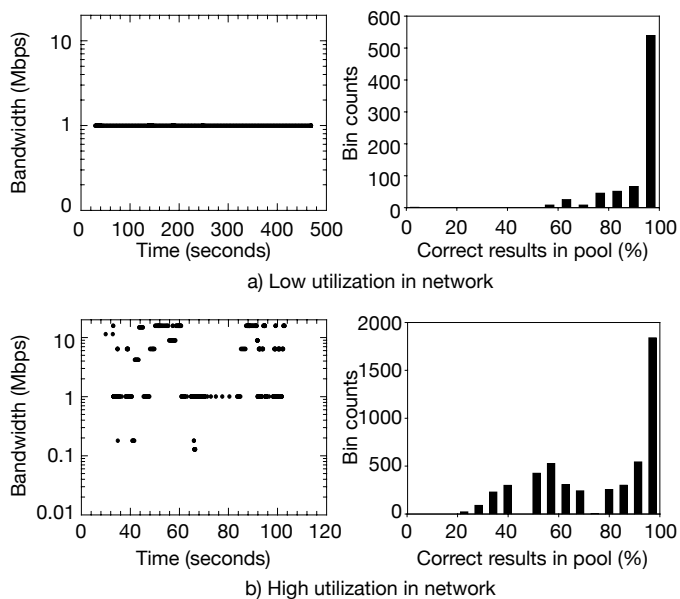 Bandwidth (Mbps)
10
1
0
0 100 200 300 400 500
Time (seconds)
Bin counts
600
500
400
300
200
100
0
0 20 40 60 80 100
Correct results in pool (%)
a) Low utilization in network
Bandwidth (Mbps)
10
1
0.1
0.01
0 20 40 60 80 100 120
Time (seconds)
Bin counts
2000
1500
1000
500
0
0 20 40 60 80 100
Correct results in pool (%)
b) High utilization in network